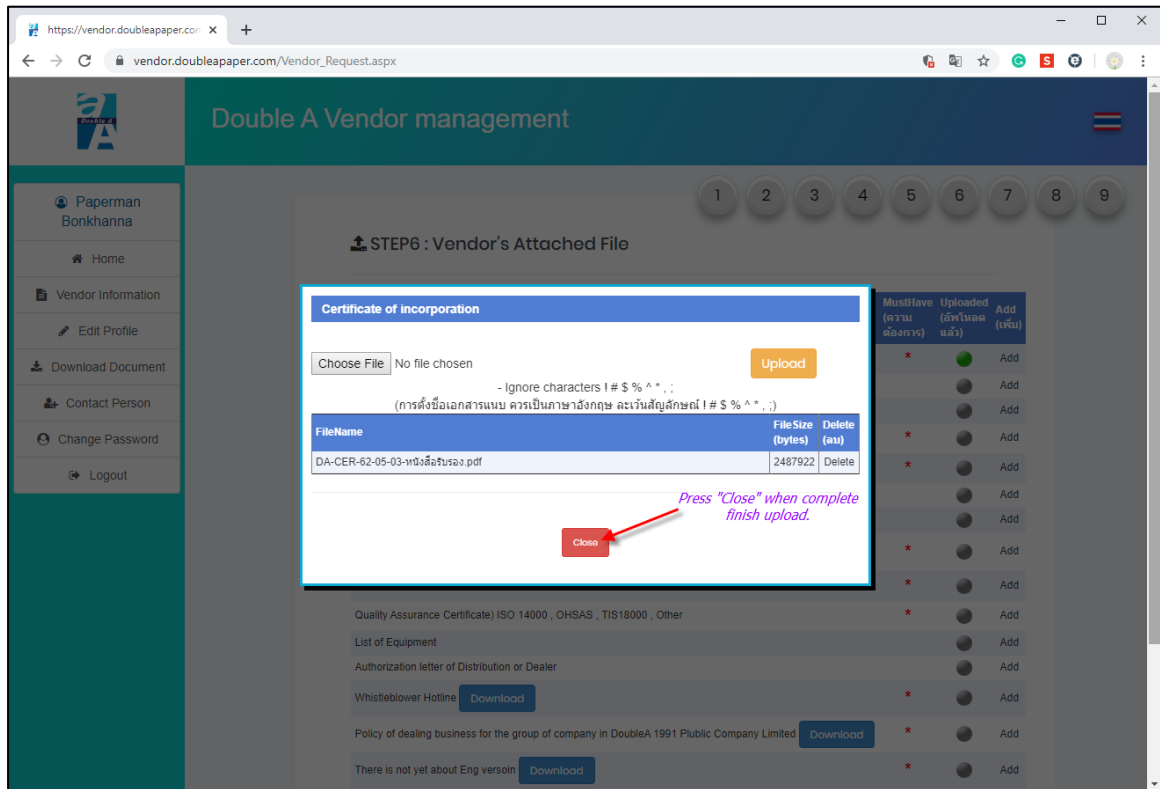 https://vendor.doubleapaper.com
vendor.doubleapaper.com/Vendor_Request.aspx
Double A
Double A Vendor management
Paperman
Bonkhanna
Home
Vendor Information
Edit Profile
Download Document
Contact Person
Change Password
Logout
1 2 3 4 5 6 7 8 9
STEP6 : Vendor's Attached File
MustHave Uploaded Add
(ความ (อัพโหลด (เพิ่ม)
ต้องการ) แล้ว)
* Add
Add
Add
* Add
* Add
Add
Add
* Add
* Add
Certificate of incorporation
Choose File No file chosen Upload
- Ignore characters ! # $ % ^ * , ;
(การตั้งชื่อเอกสารแนบ ควรเป็นภาษาอังกฤษ ละเว้นสัญลักษณ์ ! # $ % ^ * , ;)
FileName FileSize Delete
(bytes) (ลบ)
DA-CER-62-05-03-หนังสือรับรอง.pdf 2487922 Delete
Press "Close" when complete
finish upload.
Close
Quality Assurance Certificate) ISO 14000 , OHSAS , TIS18000 , Other * Add
List of Equipment Add
Authorization letter of Distribution or Dealer Add
Whistleblower Hotline Download * Add
Policy of dealing business for the group of company in DoubleA 1991 Plublic Company Limited Download * Add
There is not yet about Eng versoin Download * Add